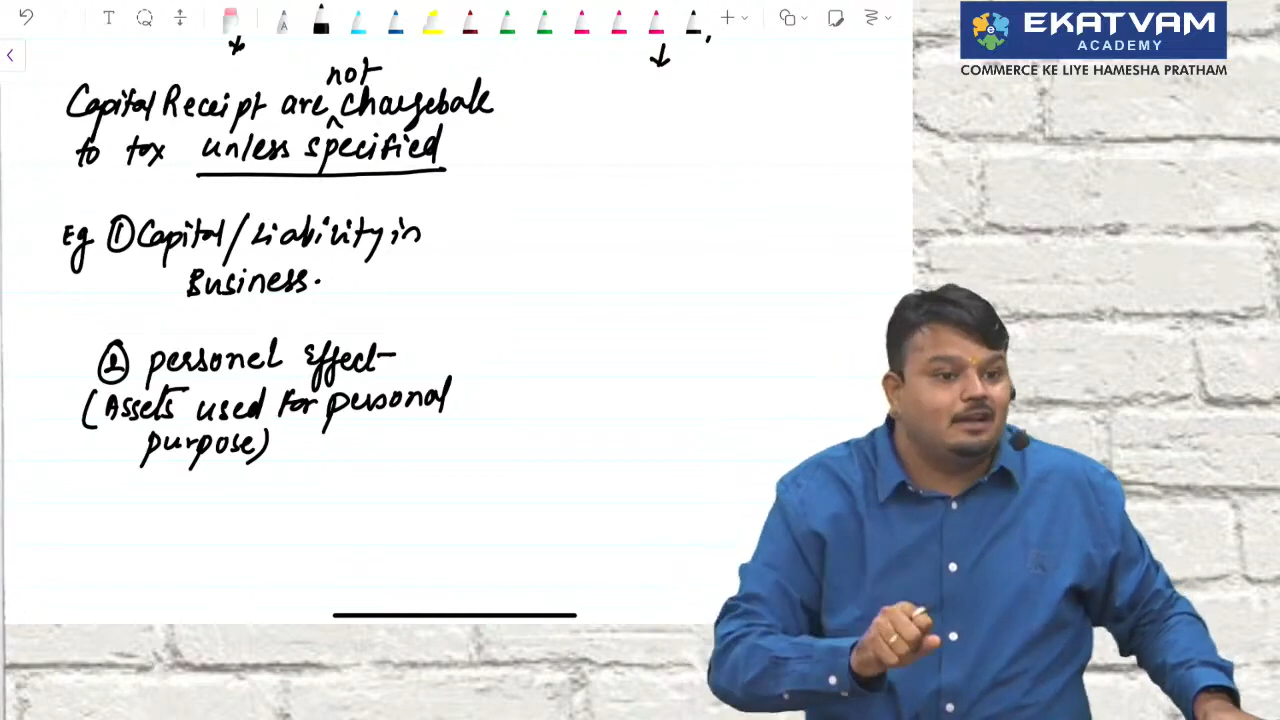 EKATVAM
ACADEMY
COMMERCE KE LIYE HAMESHA PRATHAM
not
Capital Receipt are ^ chargebale
to tax unless specified
Eg ① Capital / Liability in
Business.
② personel Effect
(Assets used for personal
purpose)